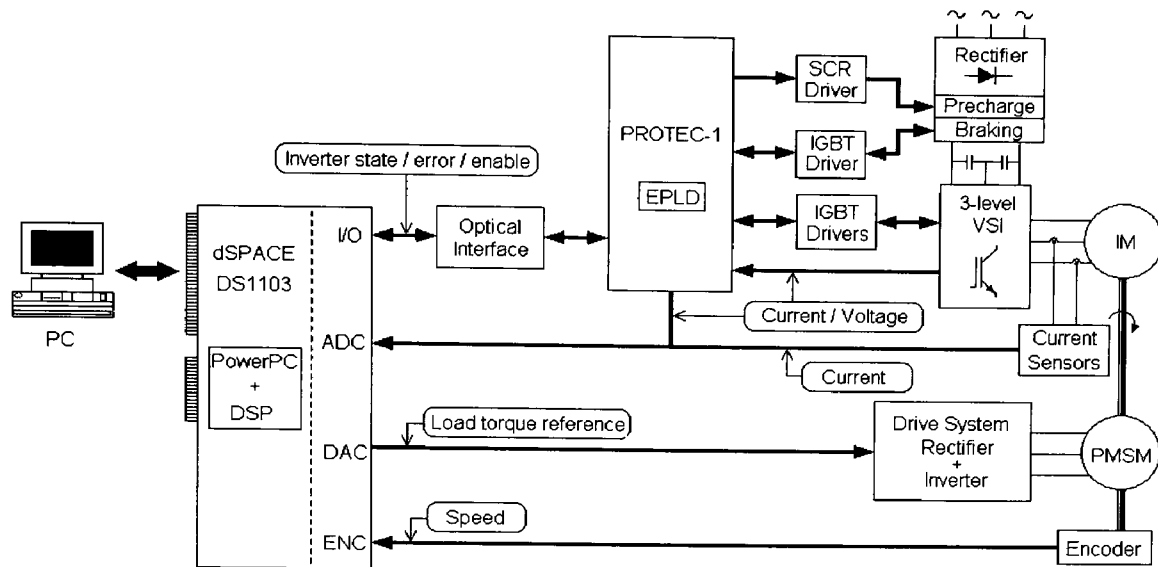 Rectifier
SCR
Driver
Precharge
PROTEC-1
Braking
IGBT
Driver
Inverter state / error / enable
EPLD
3-level
VSI
IGBT
Drivers
I/O
Optical
Interface
IM
dSPACE
DS1103
PC
Current / Voltage
ADC
Current
Sensors
PowerPC
+
DSP
Current
Load torque reference
Drive System
Rectifier
+
Inverter
DAC
PMSM
Speed
ENC
Encoder